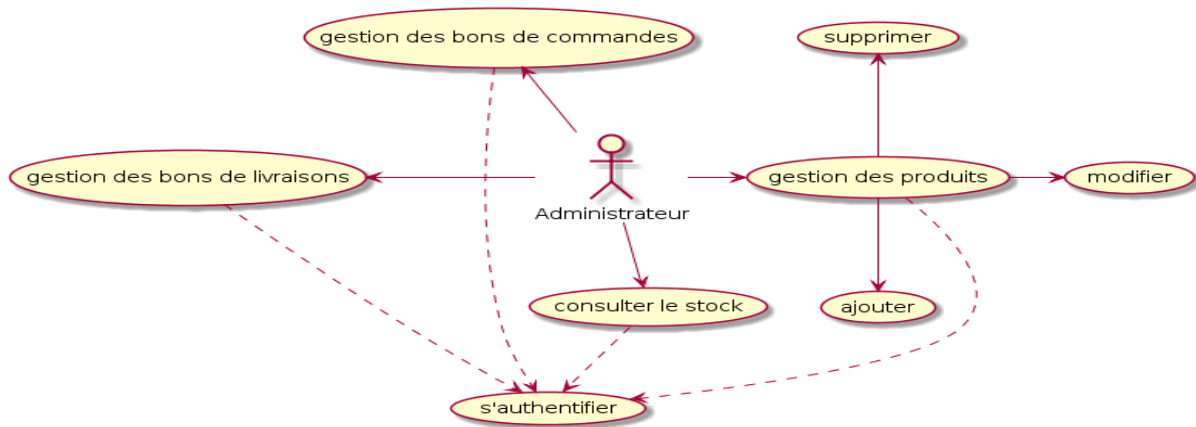 gestion des bons de commandes
supprimer
gestion des bons de livraisons
gestion des produits
modifier
Administrateur
consulter le stock
ajouter
s'authentifier